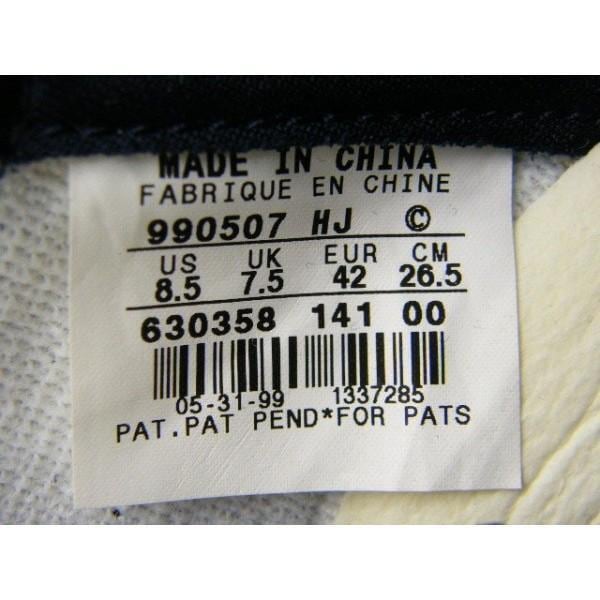 MADE IN CHINA
FABRIQUE EN CHINE
990507 HJ ©
US UK EUR CM
8.5 7.5 42 26.5
630358 141 00
05-31-99 1337285
PAT.PAT PEND*FOR PATS